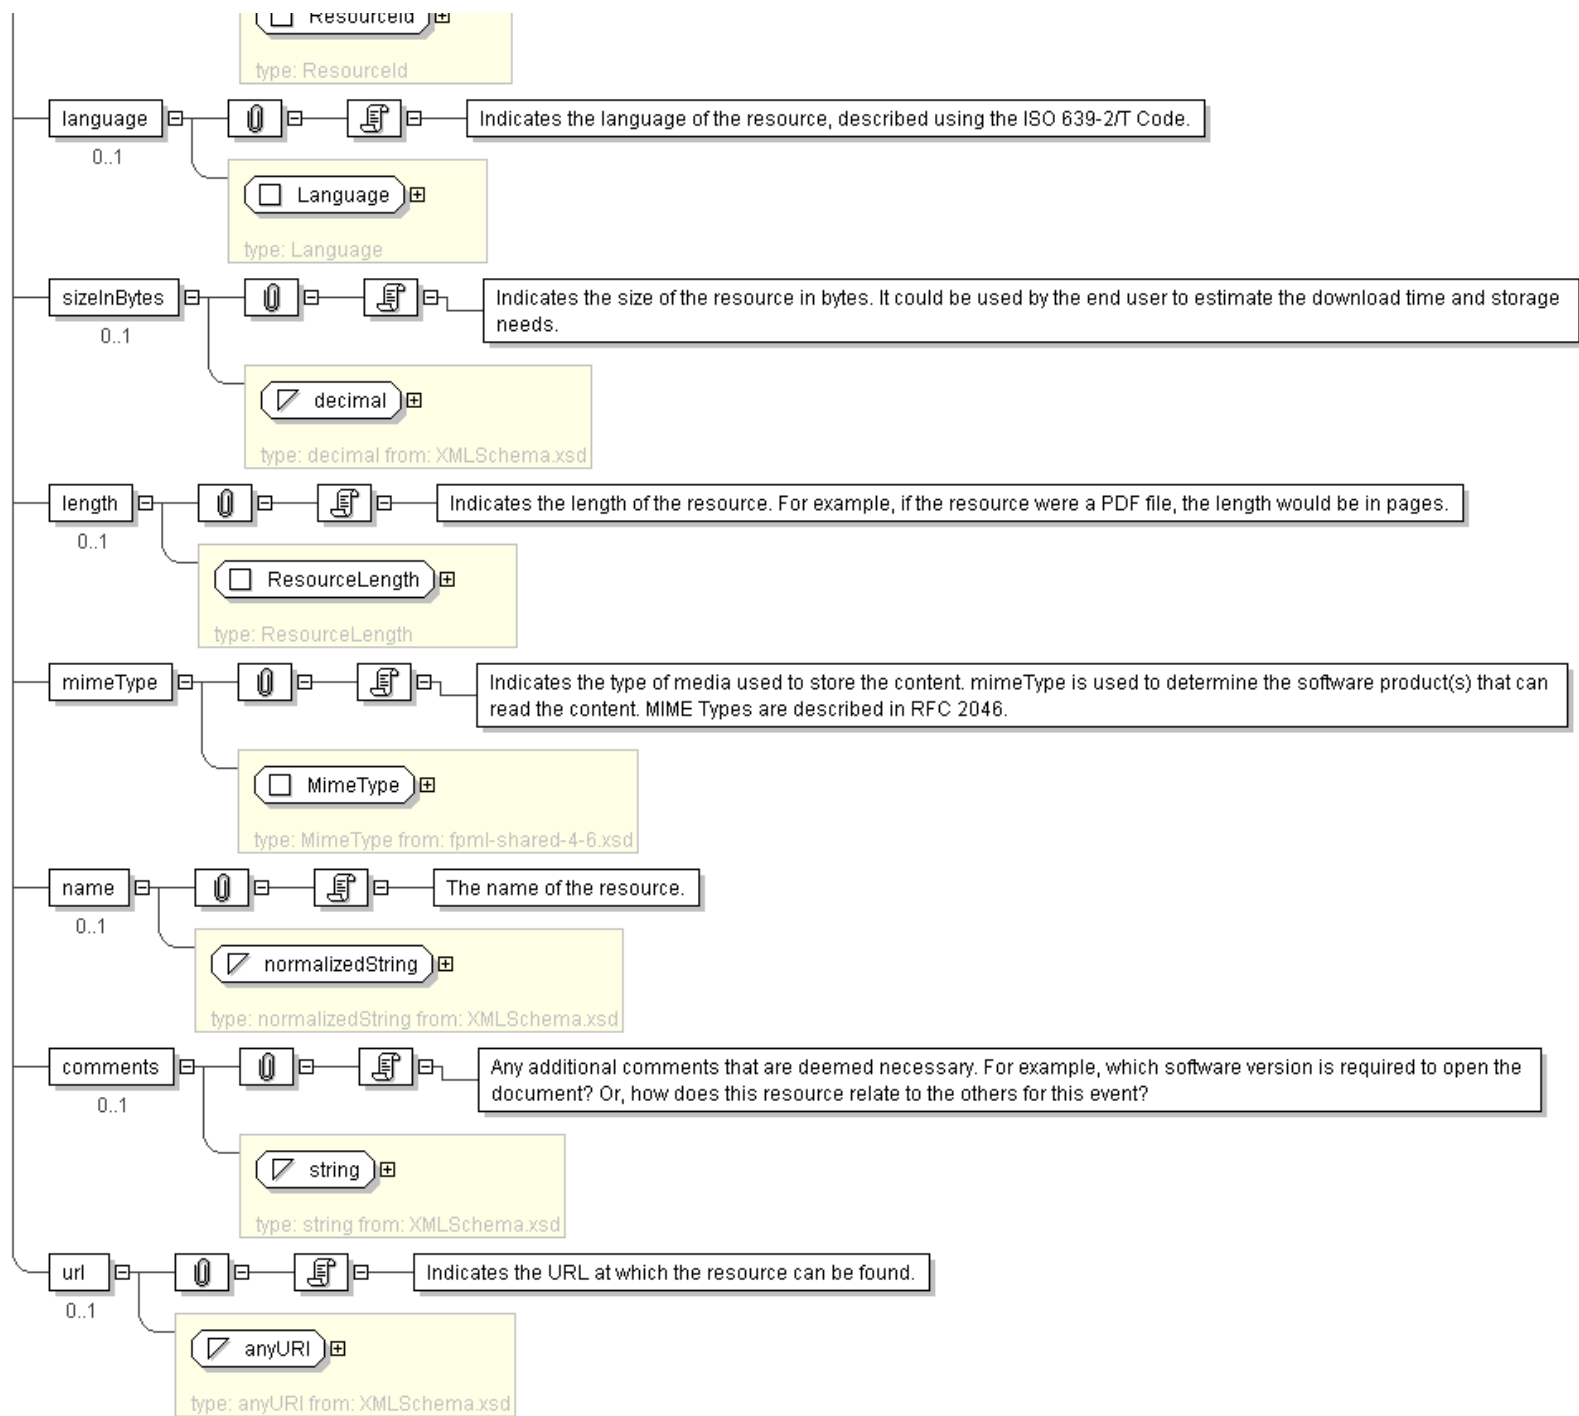 ResourceId
type: ResourceId
language
Indicates the language of the resource, described using the ISO 639-2/T Code.
0..1
Language
type: Language
sizeInBytes
Indicates the size of the resource in bytes. It could be used by the end user to estimate the download time and storage
needs.
0..1
decimal
type: decimal from: XMLSchema.xsd
length
Indicates the length of the resource. For example, if the resource were a PDF file, the length would be in pages.
0..1
ResourceLength
type: ResourceLength
mimeType
Indicates the type of media used to store the content. mimeType is used to determine the software product(s) that can
read the content. MIME Types are described in RFC 2046.
MimeType
type: MimeType from: fpml-shared-4-6.xsd
name
The name of the resource.
0..1
normalizedString
type: normalizedString from: XMLSchema.xsd
comments
Any additional comments that are deemed necessary. For example, which software version is required to open the
document? Or, how does this resource relate to the others for this event?
0..1
string
type: string from: XMLSchema.xsd
url
Indicates the URL at which the resource can be found.
0..1
anyURI
type: anyURI from: XMLSchema.xsd